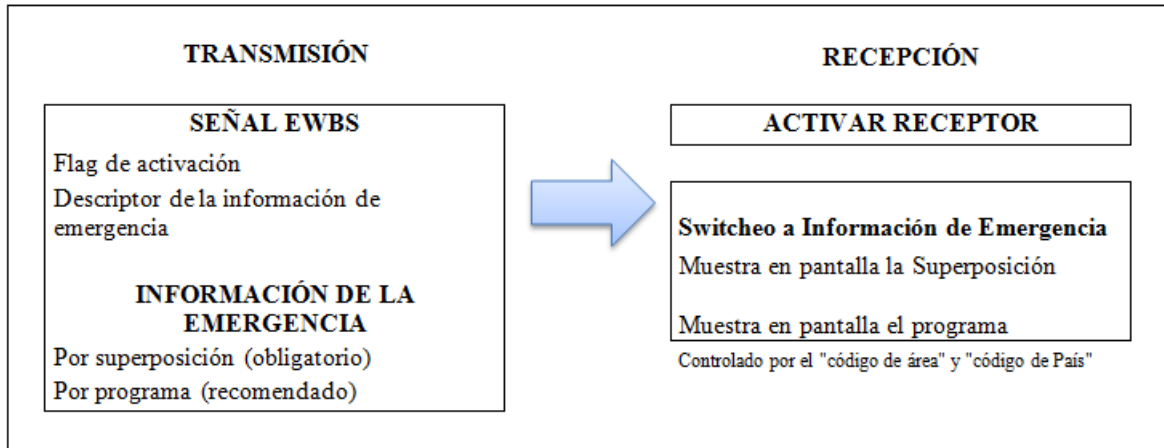 TRANSMISIÓN
SEÑAL EWBS
Flag de activación
Descriptor de la información de
emergencia
INFORMACIÓN DE LA
EMERGENCIA
Por superposición (obligatorio)
Por programa (recomendado)
RECEPCIÓN
ACTIVAR RECEPTOR
Switcheo a Información de Emergencia
Muestra en pantalla la Superposición
Muestra en pantalla el programa
Controlado por el "código de área" y "código de País"